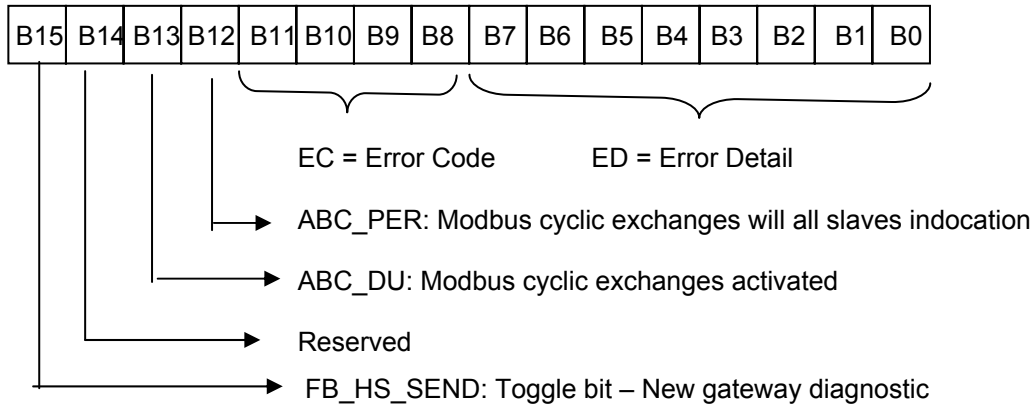 B15 B14 B13 B12 B11 B10 B9 B8 B7 B6 B5 B4 B3 B2 B1 B0
EC = Error Code ED = Error Detail
ABC_PER: Modbus cyclic exchanges will all slaves indocation
ABC_DU: Modbus cyclic exchanges activated
Reserved
FB_HS_SEND: Toggle bit – New gateway diagnostic